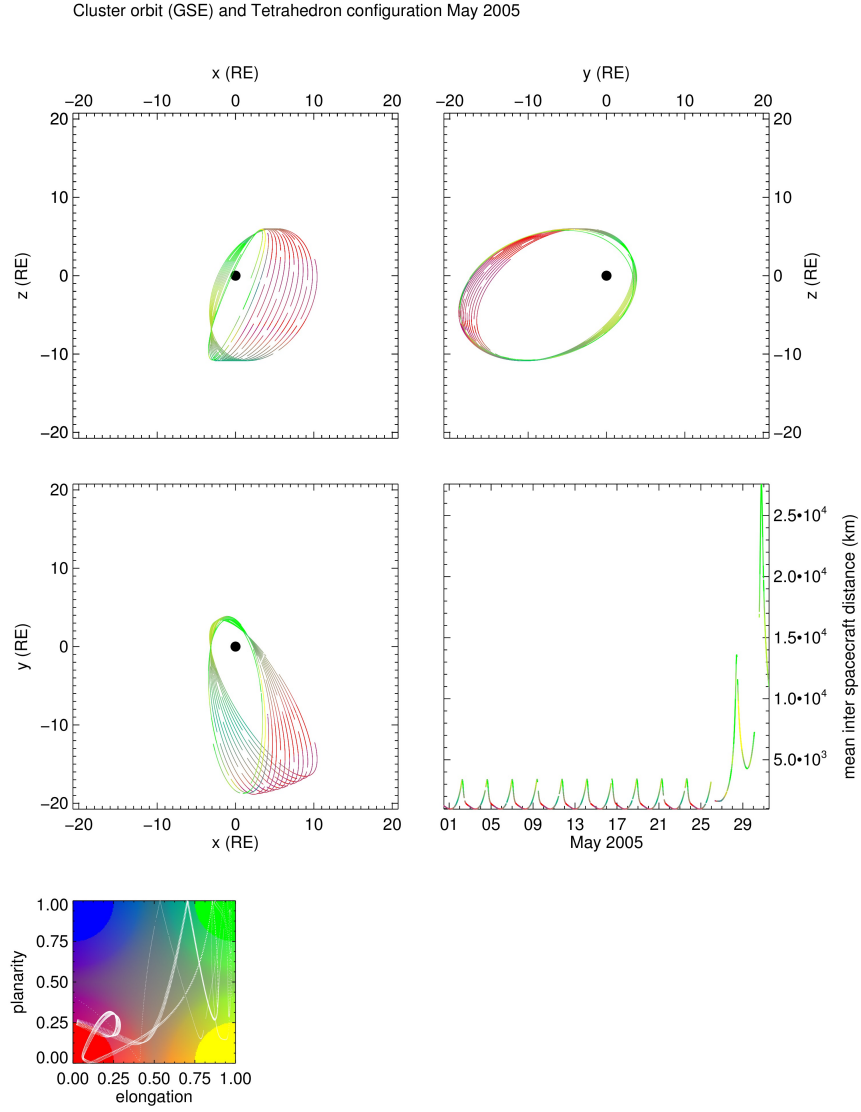 Cluster orbit (GSE) and Tetrahedron configuration May 2005
x (RE)
y (RE)
−20 −10 0 10 20
−20 −10 0 10 20
20
10
0
−10
−20
z (RE)
20
10
0
−10
−20
z (RE)
20
10
0
−10
−20
y (RE)
−20 −10 0 10 20
x (RE)
2.5•10⁴
2.0•10⁴
1.5•10⁴
1.0•10⁴
5.0•10³
mean inter spacecraft distance (km)
01 05 09 13 17 21 25 29
May 2005
1.00
0.75
0.50
0.25
0.00
planarity
0.00 0.25 0.50 0.75 1.00
elongation